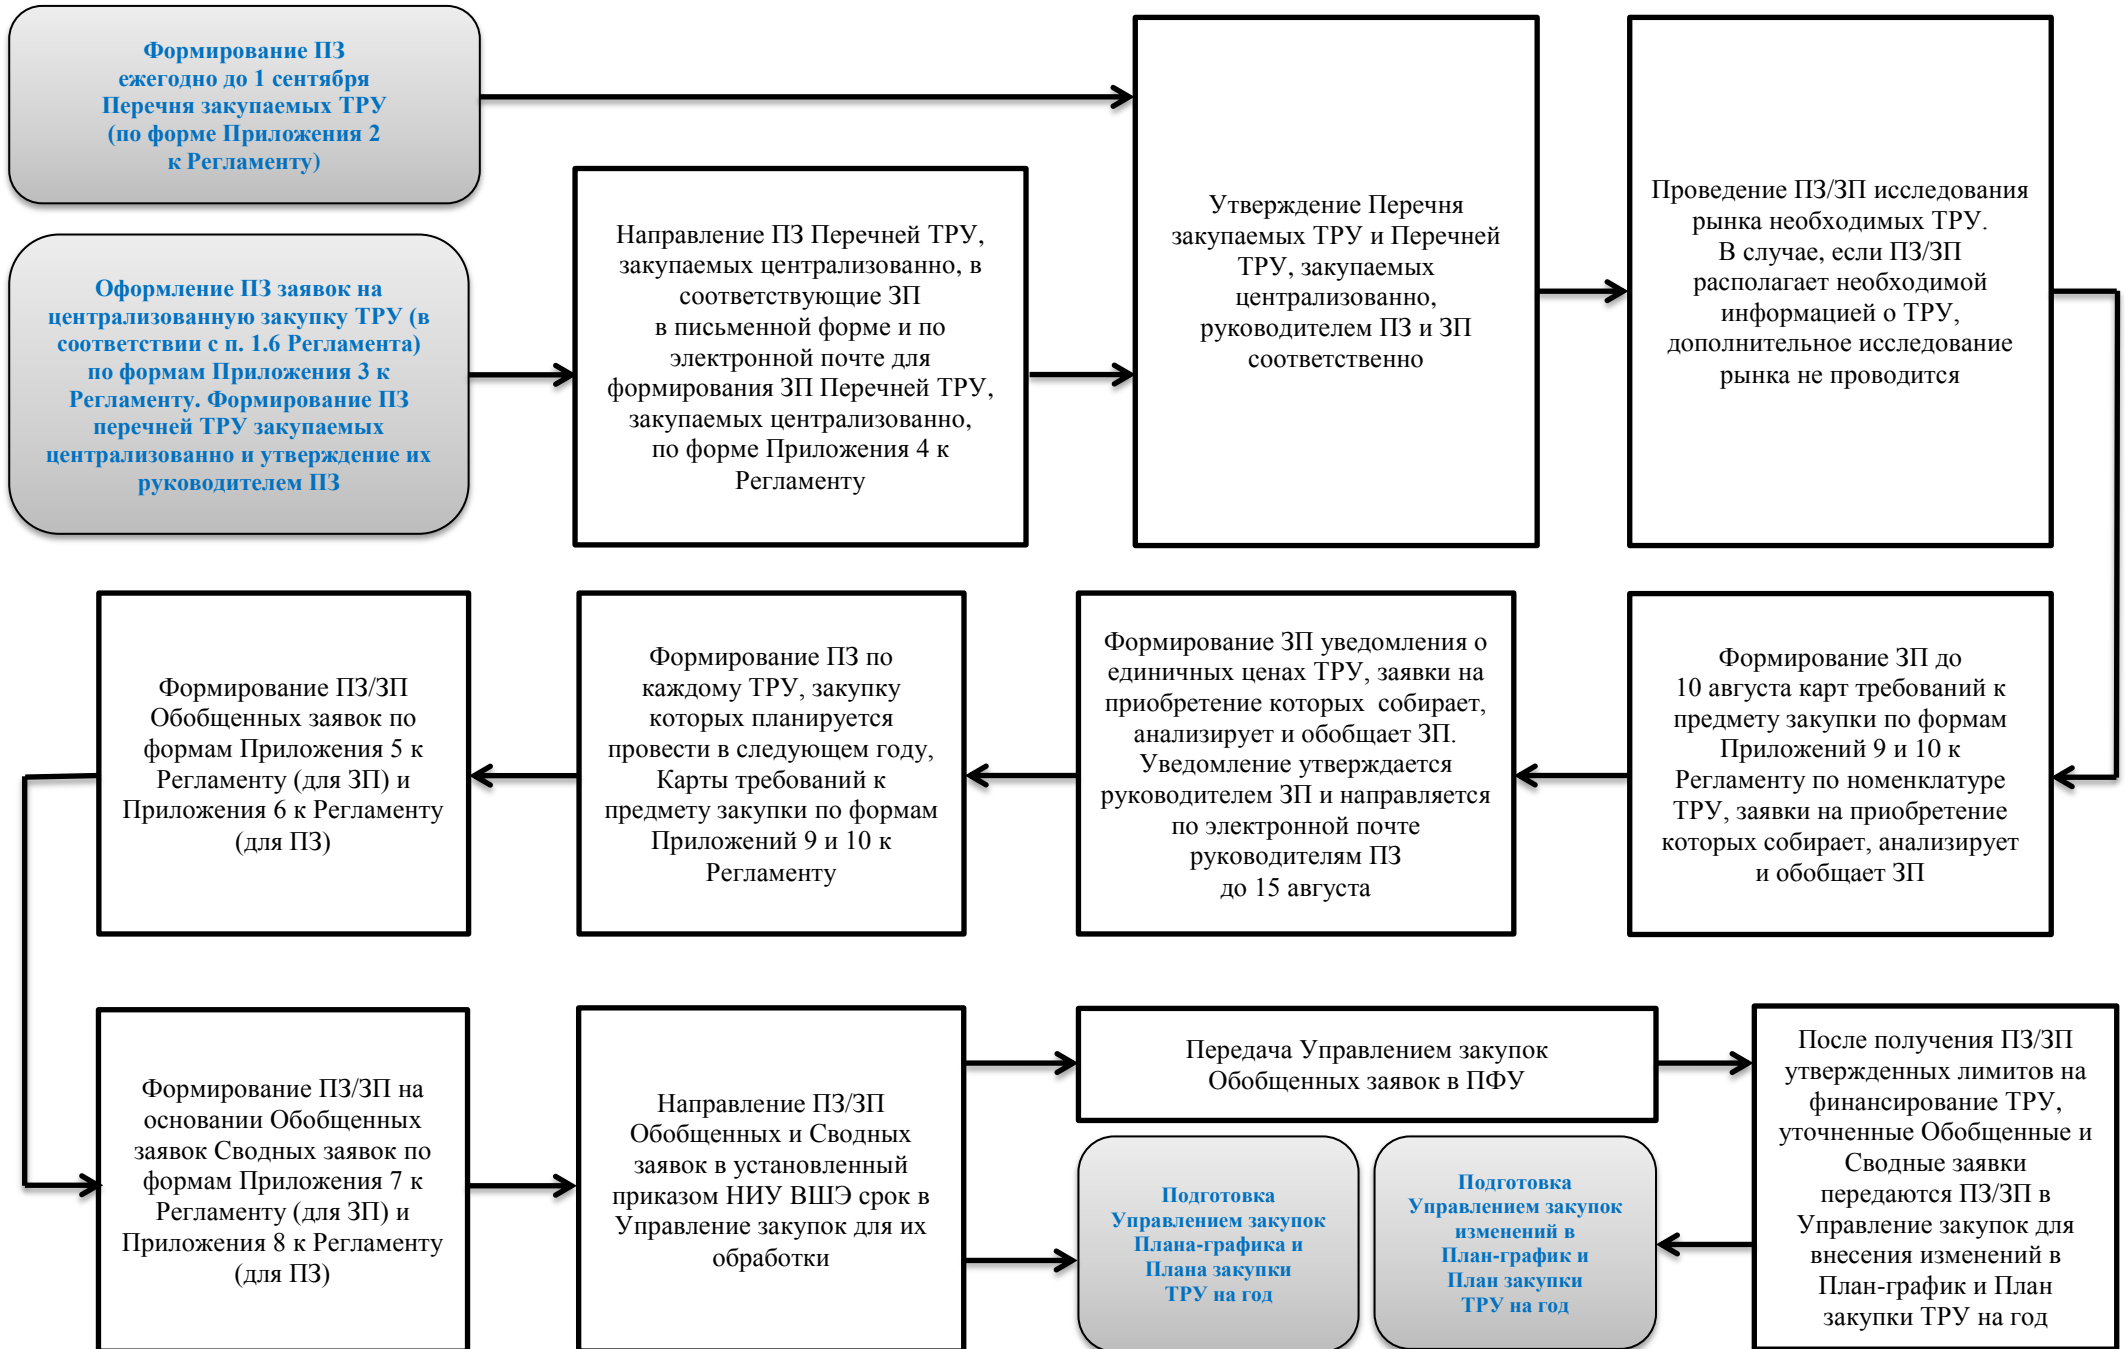 Формирование ПЗ
ежегодно до 1 сентября
Перечня закупаемых ТРУ
(по форме Приложения 2
к Регламенту)
Оформление ПЗ заявок на
централизованную закупку ТРУ (в
соответствии с п. 1.6 Регламента)
по формам Приложения 3 к
Регламенту. Формирование ПЗ
перечней ТРУ закупаемых
централизованно и утверждение их
руководителем ПЗ
Направление ПЗ Перечней ТРУ,
закупаемых централизованно, в
соответствующие ЗП
в письменной форме и по
электронной почте для
формирования ЗП Перечней ТРУ,
закупаемых централизованно,
по форме Приложения 4 к
Регламенту
Утверждение Перечня
закупаемых ТРУ и Перечней
ТРУ, закупаемых
централизованно,
руководителем ПЗ и ЗП
соответственно
Проведение ПЗ/ЗП исследования
рынка необходимых ТРУ.
В случае, если ПЗ/ЗП
располагает необходимой
информацией о ТРУ,
дополнительное исследование
рынка не проводится
Формирование ЗП до
10 августа карт требований к
предмету закупки по формам
Приложений 9 и 10 к
Регламенту по номенклатуре
ТРУ, заявки на приобретение
которых собирает, анализирует
и обобщает ЗП
Формирование ЗП уведомления о
единичных ценах ТРУ, заявки на
приобретение которых собирает,
анализирует и обобщает ЗП.
Уведомление утверждается
руководителем ЗП и направляется
по электронной почте
руководителям ПЗ
до 15 августа
Формирование ПЗ по
каждому ТРУ, закупку
которых планируется
провести в следующем году,
Карты требований к
предмету закупки по формам
Приложений 9 и 10 к
Регламенту
Формирование ПЗ/ЗП
Обобщенных заявок по
формам Приложения 5 к
Регламенту (для ЗП) и
Приложения 6 к Регламенту
(для ПЗ)
Формирование ПЗ/ЗП на
основании Обобщенных
заявок Сводных заявок по
формам Приложения 7 к
Регламенту (для ЗП) и
Приложения 8 к Регламенту
(для ПЗ)
Направление ПЗ/ЗП
Обобщенных и Сводных
заявок в установленный
приказом НИУ ВШЭ срок в
Управление закупок для их
обработки
Передача Управлением закупок
Обобщенных заявок в ПФУ
Подготовка
Управлением закупок
Плана-графика и
Плана закупки
ТРУ на год
Подготовка
Управлением закупок
изменений в
План-график и
План закупки
ТРУ на год
После получения ПЗ/ЗП
утвержденных лимитов на
финансирование ТРУ,
уточненные Обобщенные и
Сводные заявки
передаются ПЗ/ЗП в
Управление закупок для
внесения изменений в
План-график и План
закупки ТРУ на год